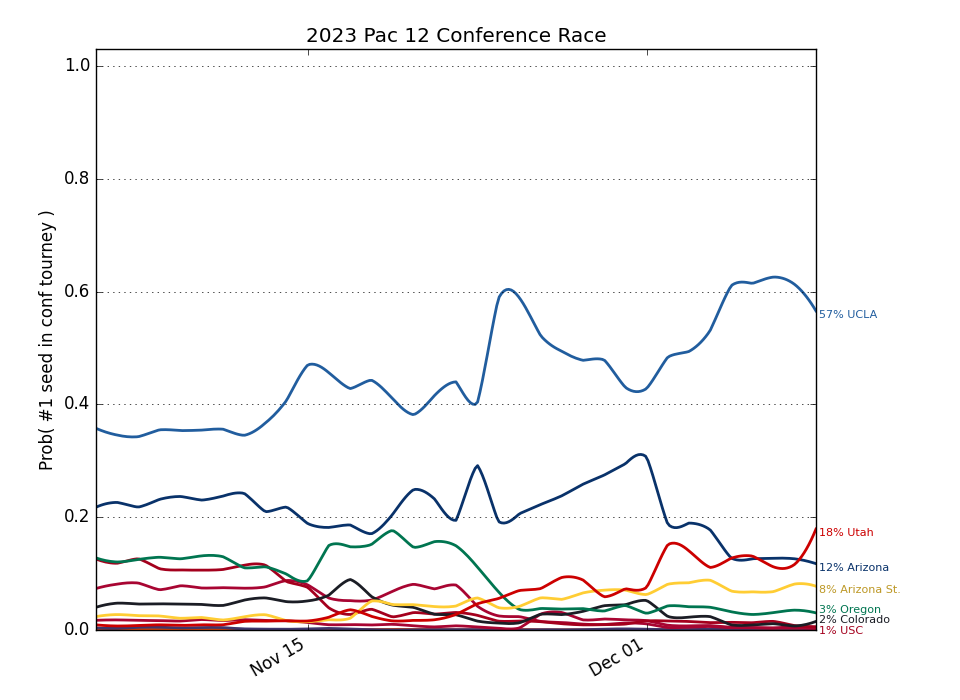 2023 Pac 12 Conference Race
Prob( #1 seed in conf tourney )
1.0
0.8
0.6
0.4
0.2
0.0
Nov 15
Dec 01
57% UCLA
18% Utah
12% Arizona
8% Arizona St.
3% Oregon
2% Colorado
1% USC